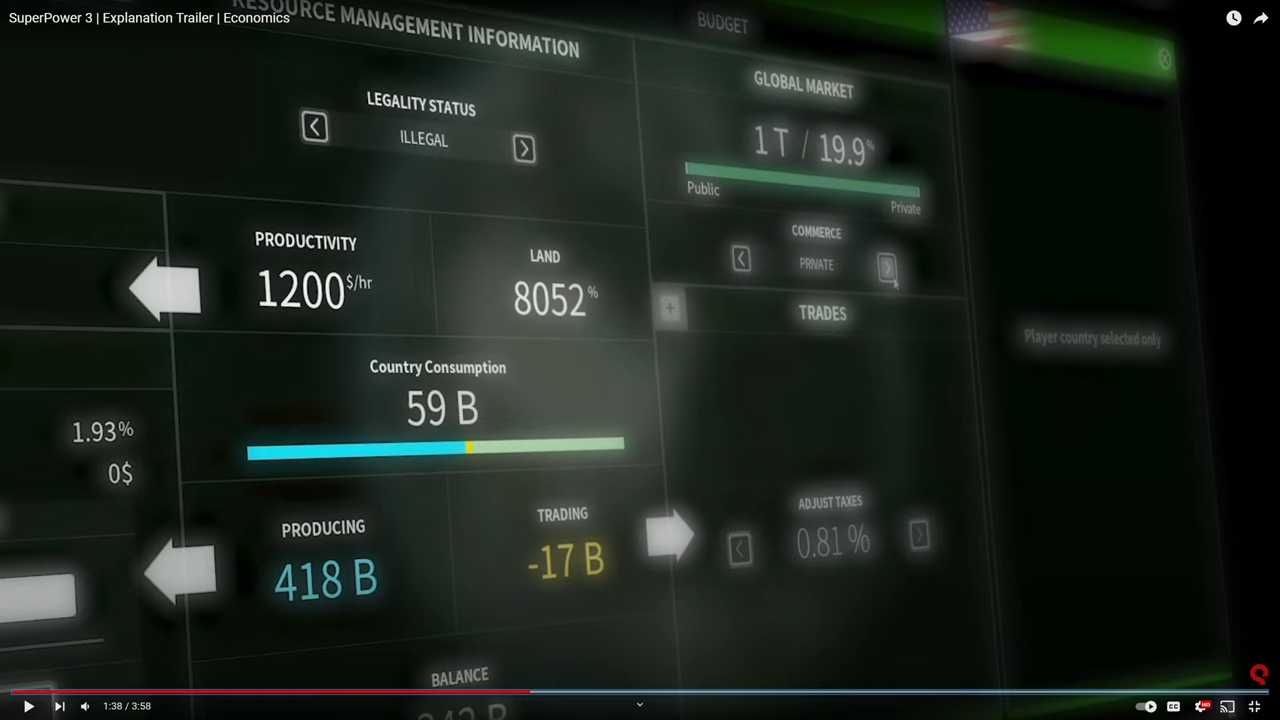 SuperPower 3 | Explanation Trailer | Economics
RESOURCE MANAGEMENT INFORMATION
BUDGET
LEGALITY STATUS
ILLEGAL
GLOBAL MARKET
1 T / 19.9%
Public
Private
COMMERCE
PRIVATE
PRODUCTIVITY
1200 $/hr
LAND
8052 %
+
TRADES
Player country selected only
Country Consumption
59 B
1.93%
0$
PRODUCING
418 B
TRADING
-17 B
ADJUST TAXES
0.81 %
BALANCE
1:38 / 3:58
CC
HD